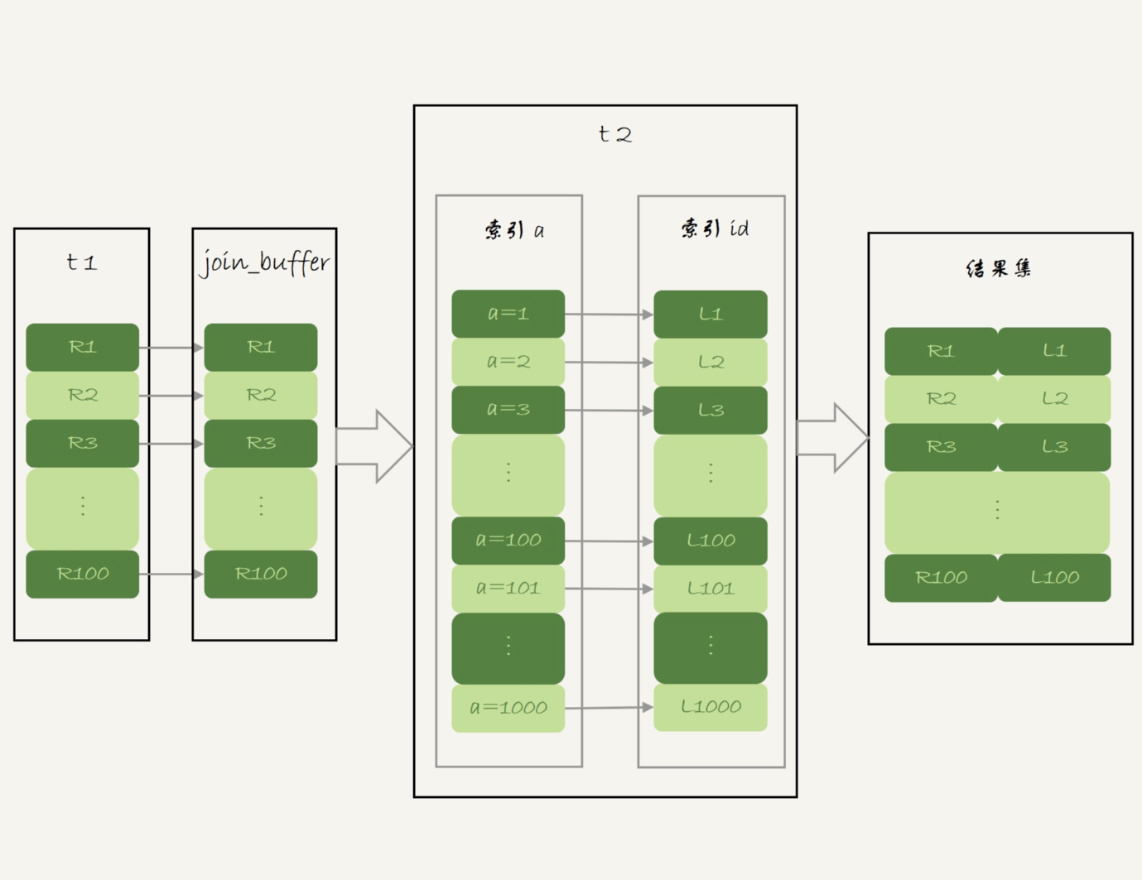 t1
R1
R2
R3
⋮
R100
join_buffer
R1
R2
R3
⋮
R100
t2
索引 a
a=1
a=2
a=3
⋮
a=100
a=101
⋮
a=1000
索引 id
L1
L2
L3
⋮
L100
L101
⋮
L1000
结果集
R1 L1
R2 L2
R3 L3
⋮
R100 L100